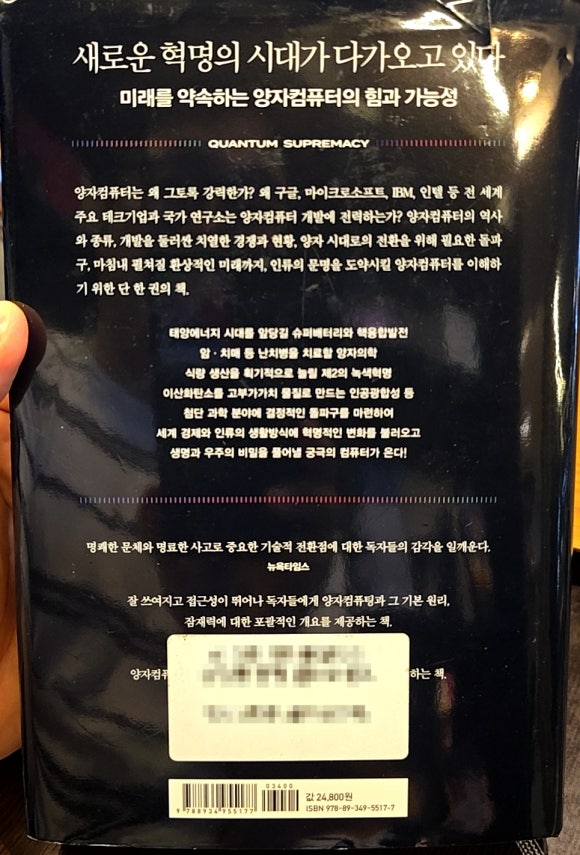 새로운 혁명의 시대가 다가오고 있다
미래를 약속하는 양자컴퓨터의 힘과 가능성
QUANTUM SUPREMACY
양자컴퓨터는 왜 그토록 강력한가? 왜 구글, 마이크로소프트, IBM, 인텔 등 전 세계
주요 테크기업과 국가 연구소는 양자컴퓨터 개발에 전력하는가? 양자컴퓨터의 역사
와 종류, 개발을 둘러싼 치열한 경쟁과 현황, 양자 시대로의 전환을 위해 필요한 돌파
구, 마침내 펼쳐질 환상적인 미래까지, 인류의 문명을 도약시킬 양자컴퓨터를 이해하
기 위한 단 한 권의 책.
태양에너지 시대를 앞당길 슈퍼배터리와 핵융합발전
암·치매 등 난치병을 치료할 양자의학
식량 생산을 획기적으로 늘릴 제2의 녹색혁명
이산화탄소를 고부가가치 물질로 만드는 인공광합성 등
첨단 과학 분야에 결정적인 돌파구를 마련하여
세계 경제와 인류의 생활방식에 혁명적인 변화를 불러오고
생명과 우주의 비밀을 풀어낼 궁극의 컴퓨터가 온다!
명쾌한 문체와 명료한 사고로 중요한 기술적 전환점에 대한 독자들의 감각을 일깨운다.
뉴욕타임스
잘 쓰여지고 접근성이 뛰어나 독자들에게 양자컴퓨팅과 그 기본 원리,
잠재력에 대한 포괄적인 개요를 제공하는 책.
양자컴퓨 하는 책.
03400
9 788934 955177
값 24,800원
ISBN 978-89-349-5517-7